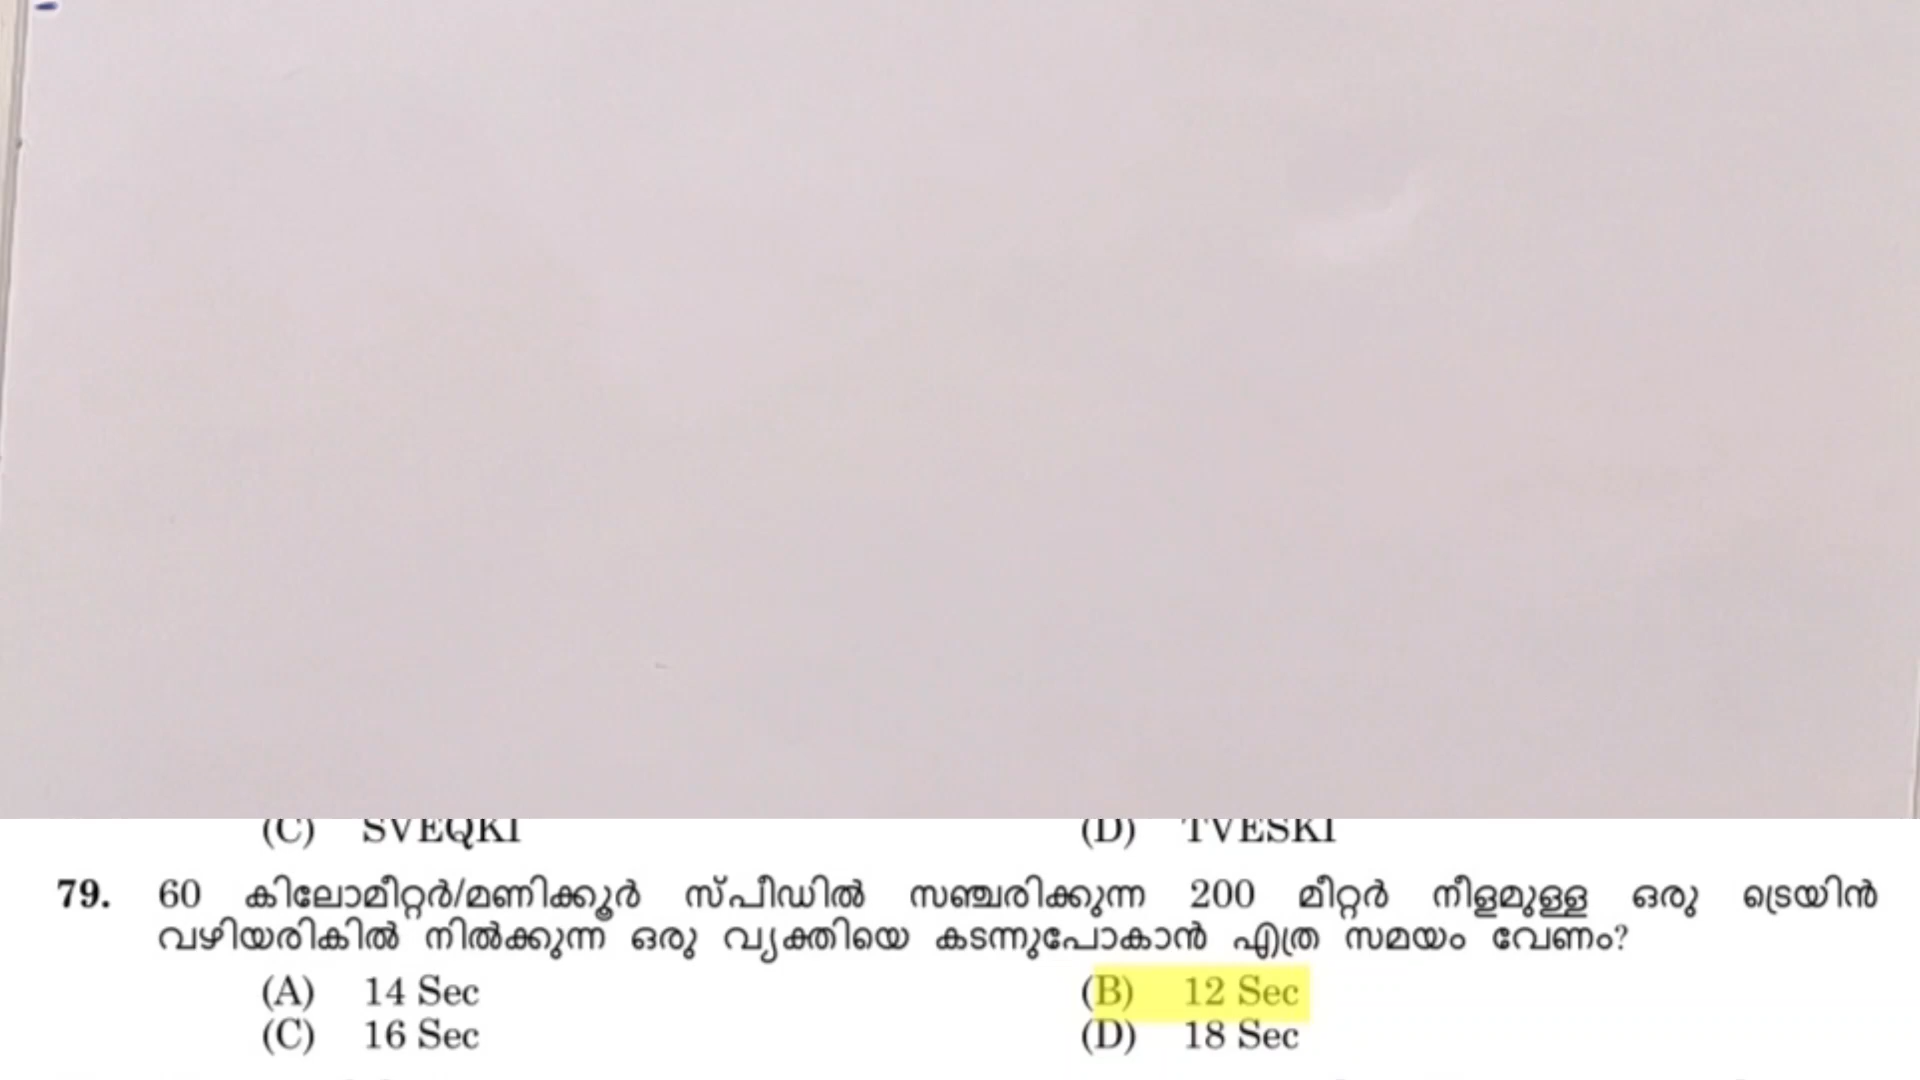 (C) SVEQKI (D) TVESKI
79. 60 കിലോമീറ്റർ/മണിക്കൂർ സ്പീഡിൽ സഞ്ചരിക്കുന്ന 200 മീറ്റർ നീളമുള്ള ഒരു ട്രെയിൻ
വഴിയരികിൽ നിൽക്കുന്ന ഒരു വ്യക്തിയെ കടന്നുപോകാൻ എത്ര സമയം വേണം?
(A) 14 Sec (B) 12 Sec
(C) 16 Sec (D) 18 Sec